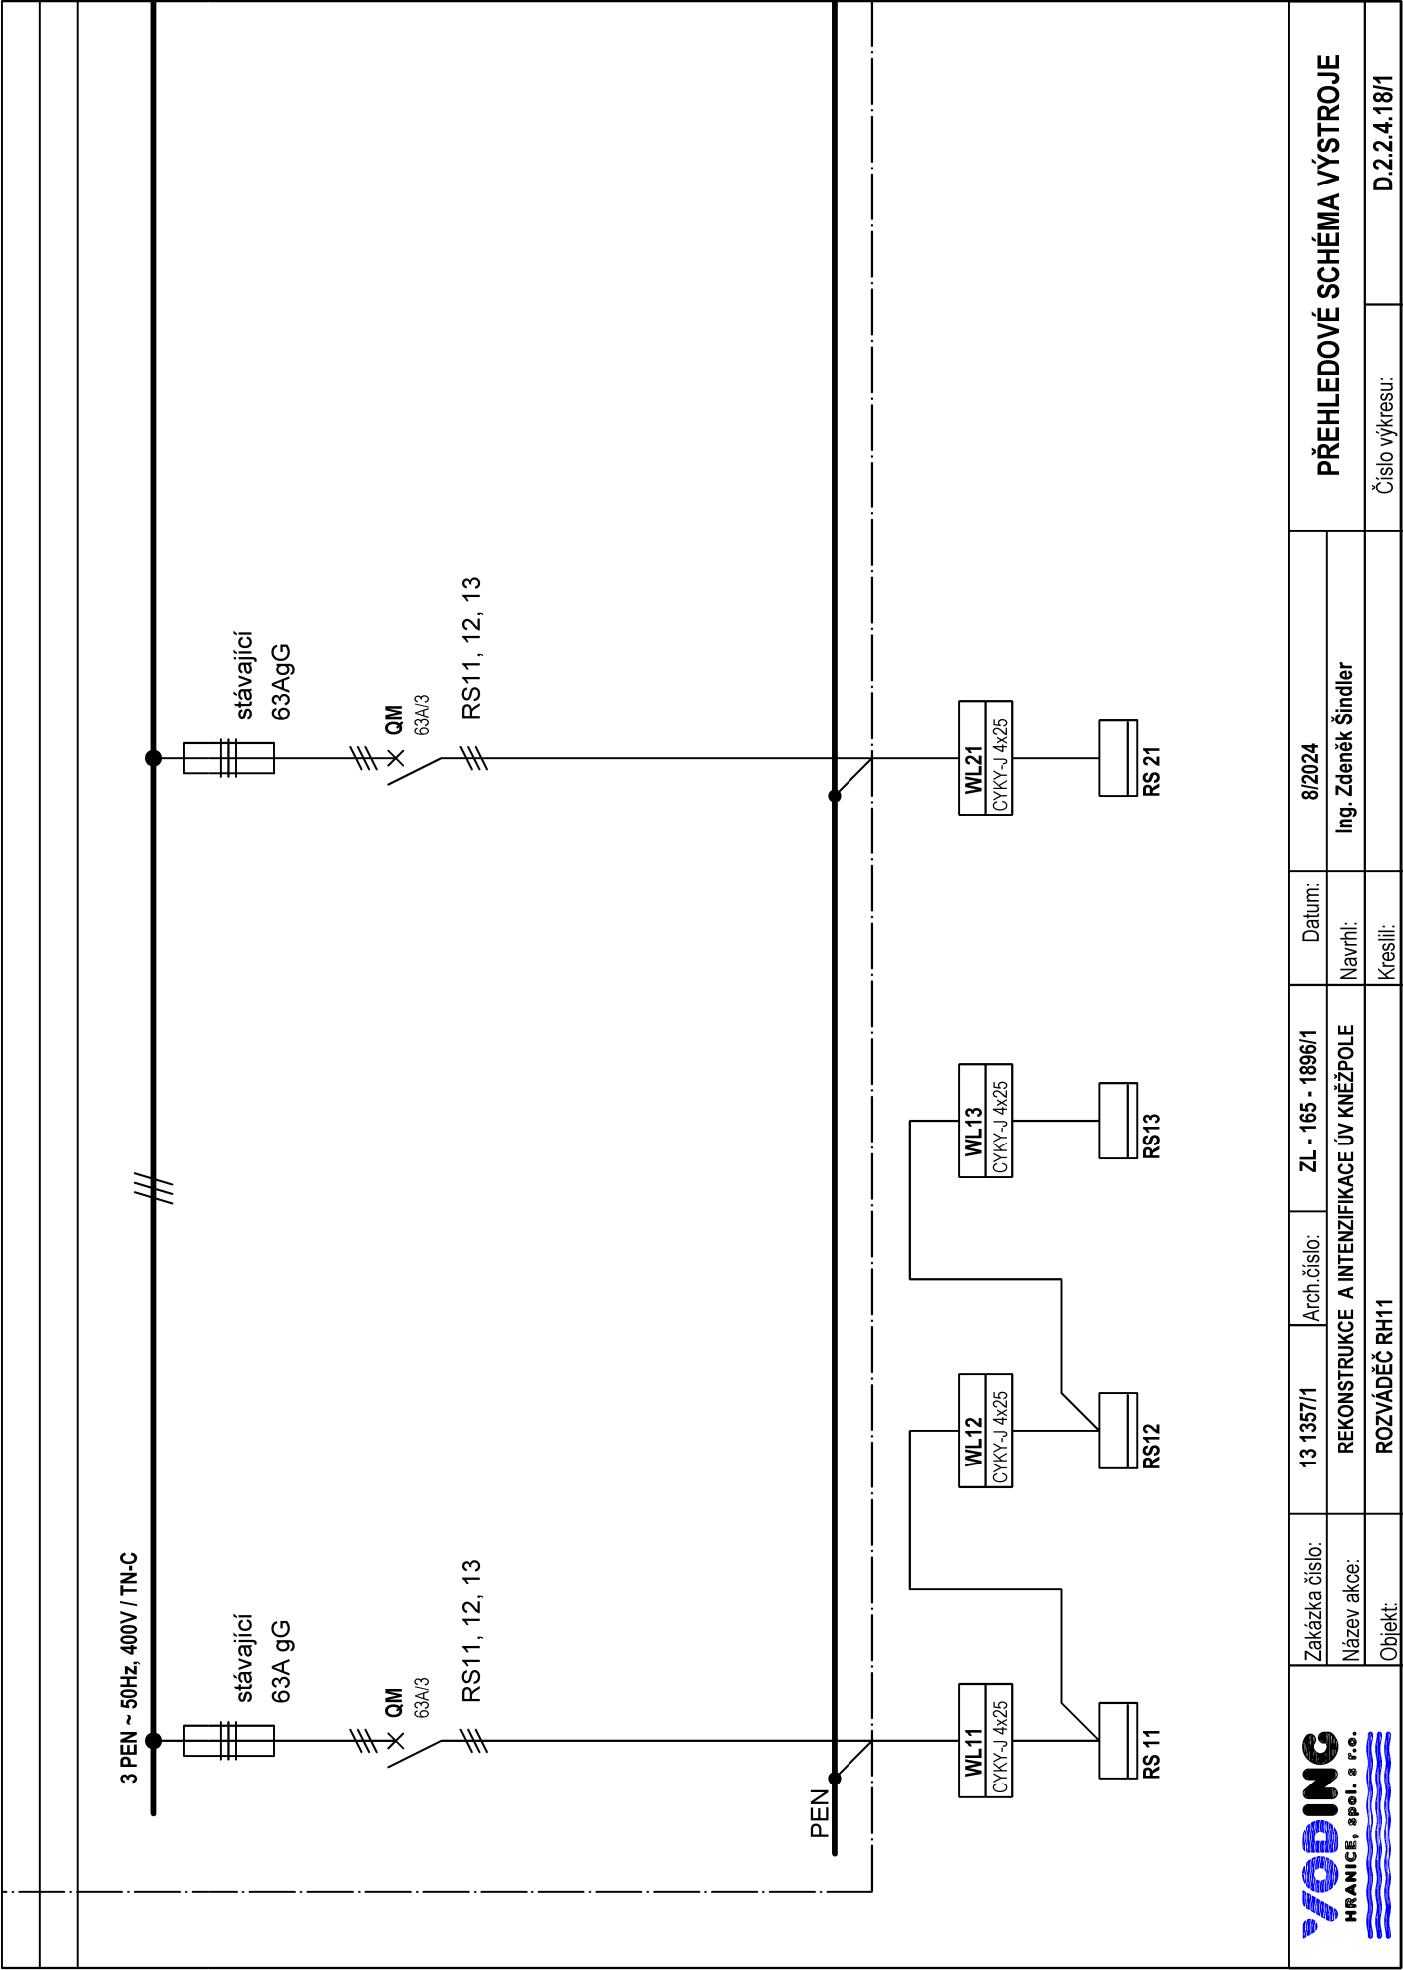 3 PEN ~ 50Hz, 400V / TN-C
stávající
63A gG
QM
63A/3
RS11, 12, 13
stávající
63AgG
QM
63A/3
RS11, 12, 13
PEN
WL11
CYKY-J 4x25
RS 11
WL12
CYKY-J 4x25
RS12
WL13
CYKY-J 4x25
RS13
WL21
CYKY-J 4x25
RS 21
VODING
HRANICE, spol. s r.o.
Zakázka číslo: 13 1357/1 Arch.číslo: ZL - 165 - 1896/1 Datum: 8/2024
Název akce: REKONSTRUKCE A INTENZIFIKACE ÚV KNĚŽPOLE Navrhl: Ing. Zdeněk Šindler
Objekt: ROZVÁDĚČ RH11 Kreslil:
PŘEHLEDOVÉ SCHÉMA VÝSTROJE
Číslo výkresu: D.2.2.4.18/1